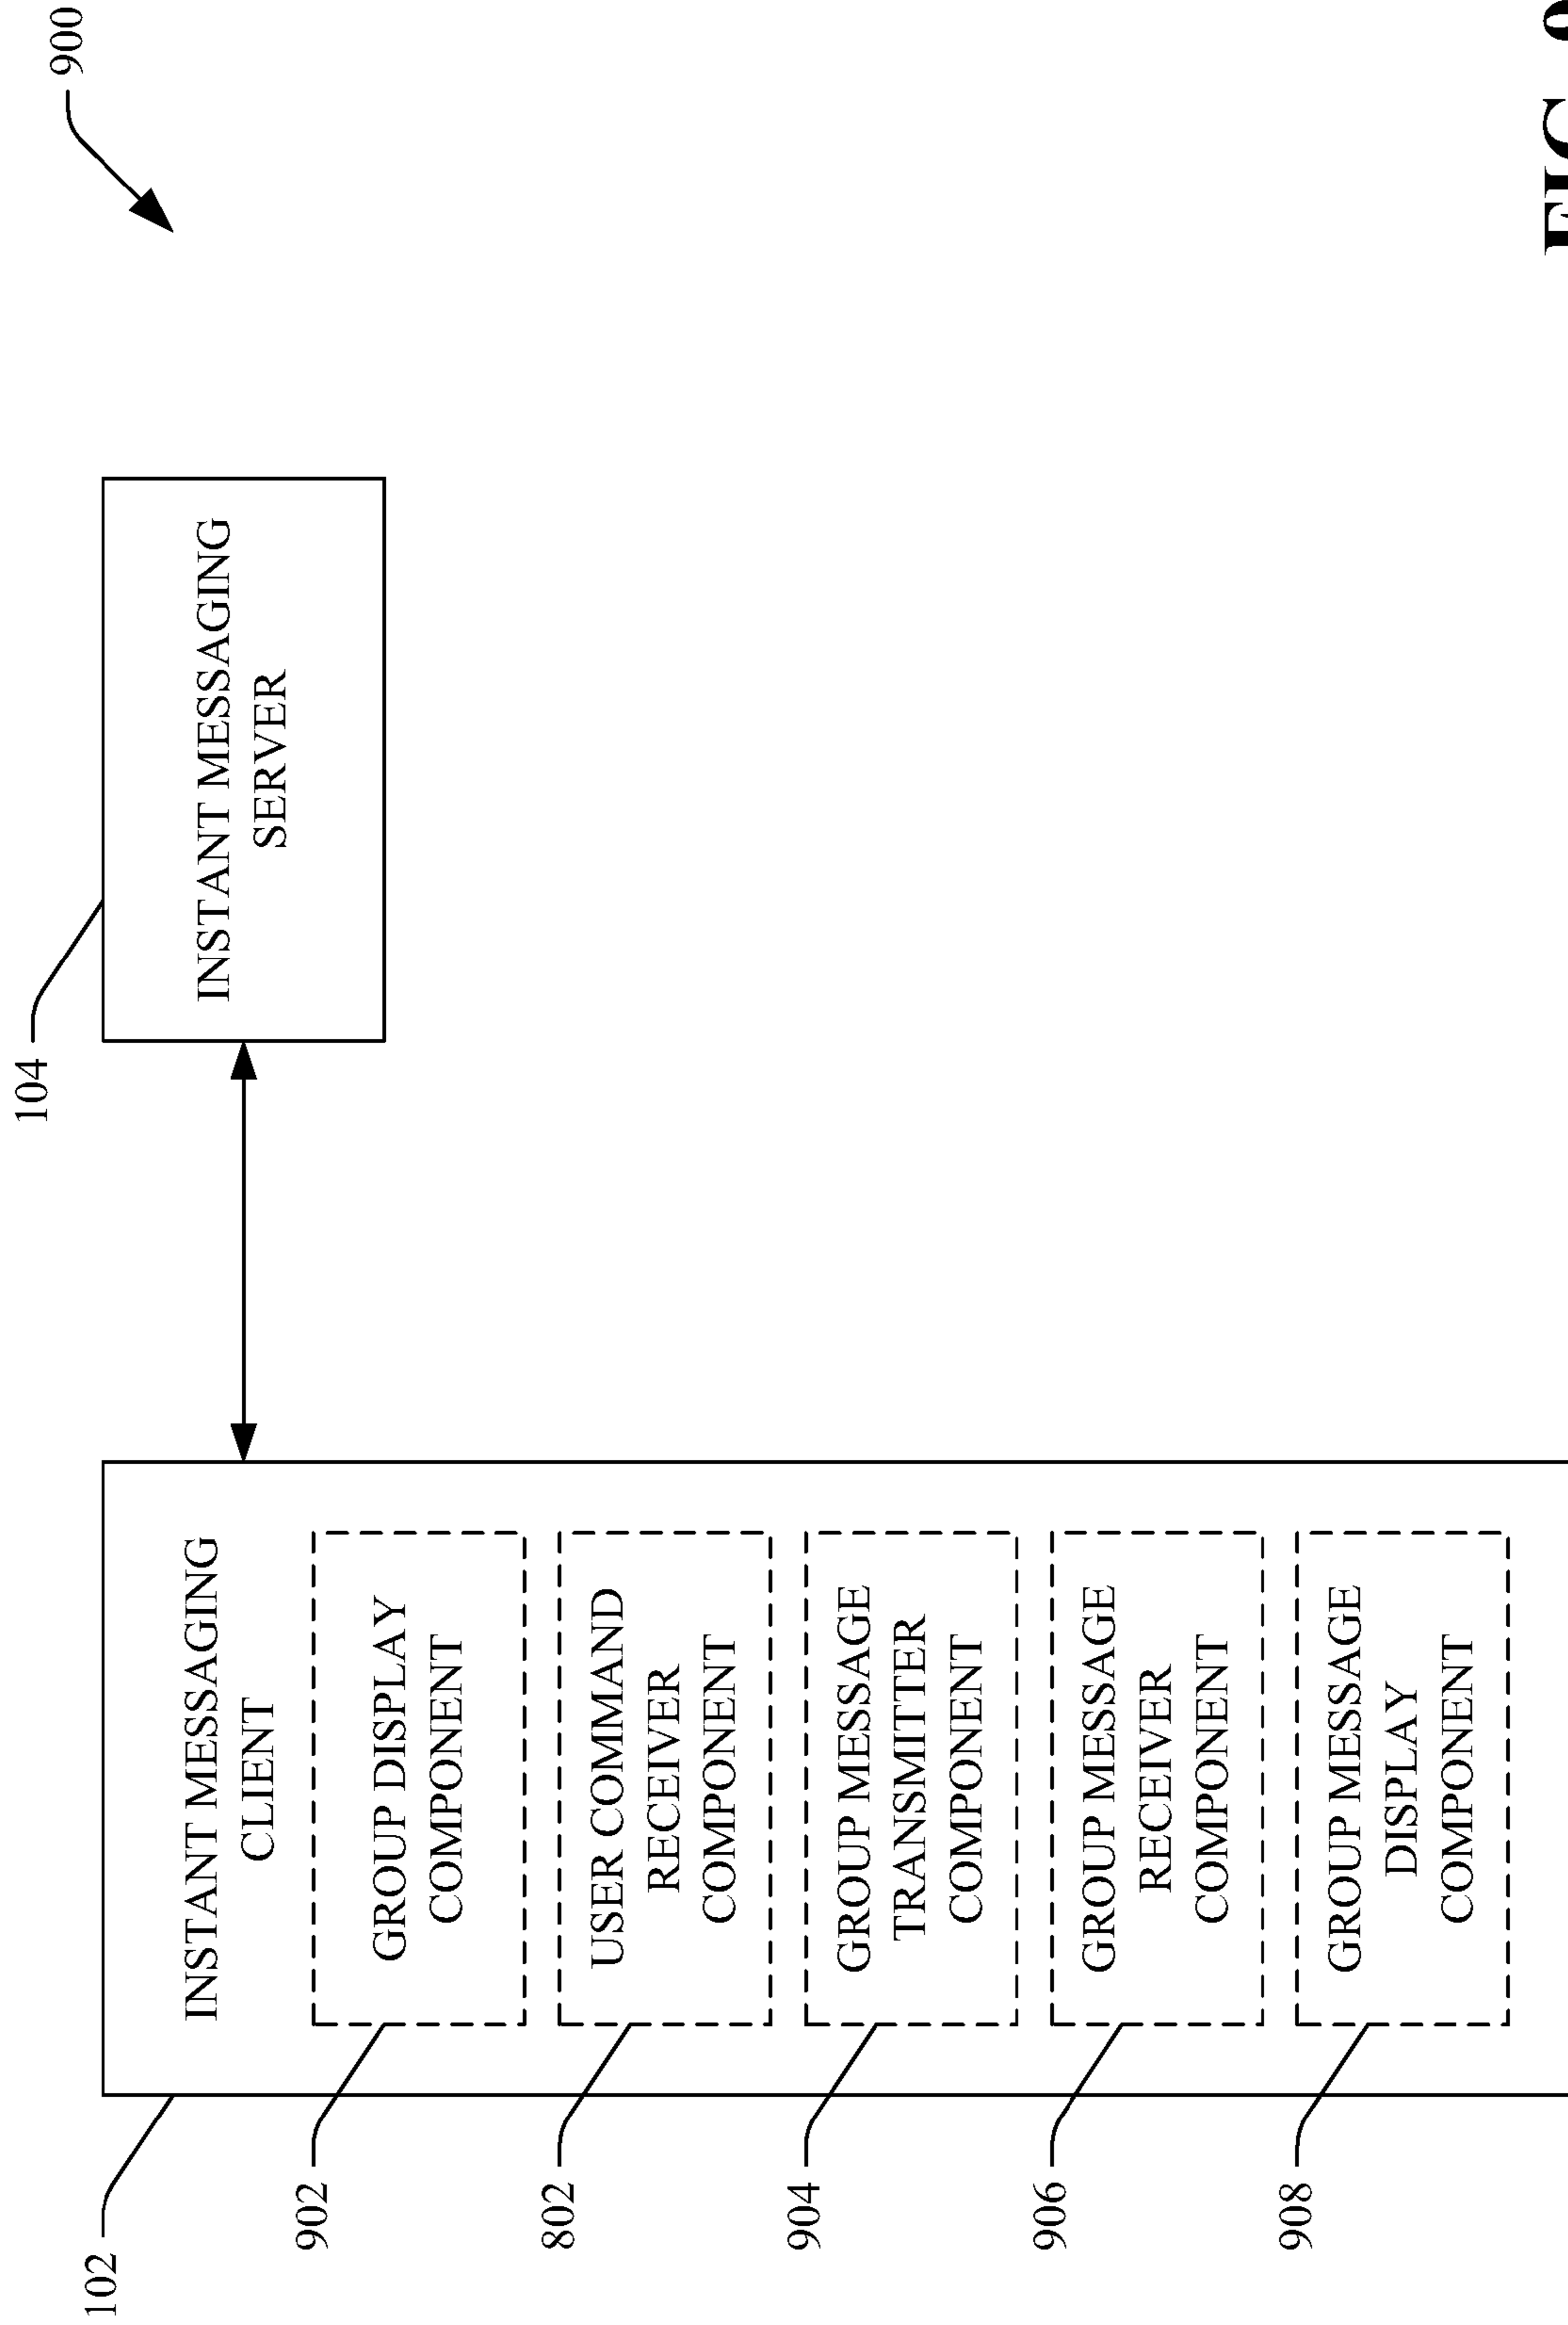 900
104
INSTANT MESSAGING
SERVER
102
INSTANT MESSAGING
CLIENT
902
GROUP DISPLAY
COMPONENT
802
USER COMMAND
RECEIVER
COMPONENT
904
GROUP MESSAGE
TRANSMITTER
COMPONENT
906
GROUP MESSAGE
RECEIVER
COMPONENT
908
GROUP MESSAGE
DISPLAY
COMPONENT